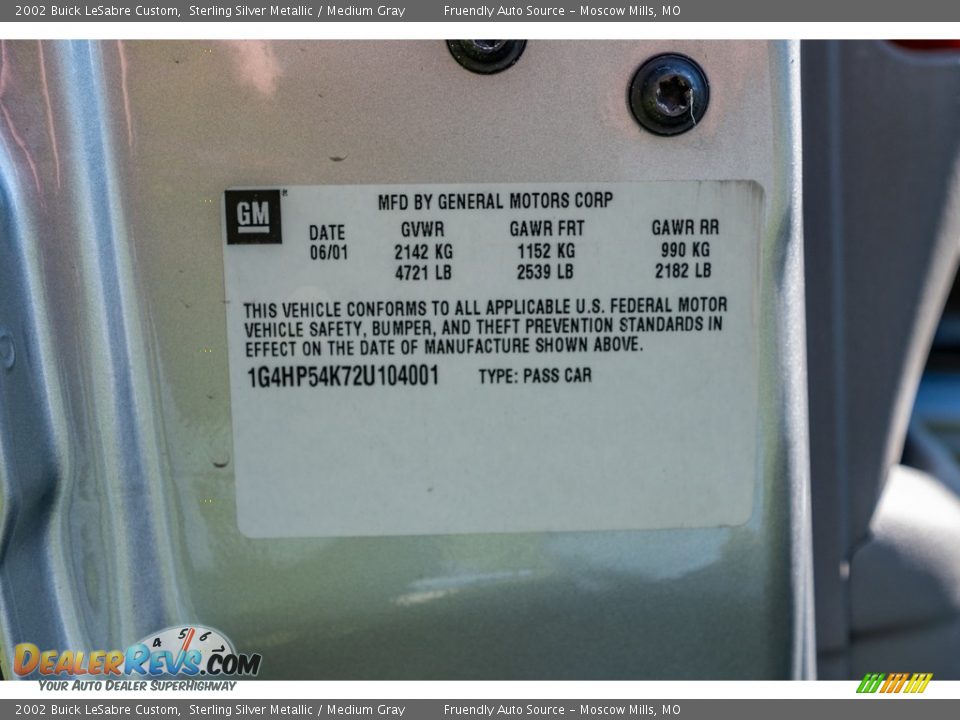 2002 Buick LeSabre Custom, Sterling Silver Metallic / Medium Gray Fruendly Auto Source - Moscow Mills, MO
GM
MFD BY GENERAL MOTORS CORP
DATE GVWR GAWR FRT GAWR RR
06/01 2142 KG 1152 KG 990 KG
4721 LB 2539 LB 2182 LB
THIS VEHICLE CONFORMS TO ALL APPLICABLE U.S. FEDERAL MOTOR
VEHICLE SAFETY, BUMPER, AND THEFT PREVENTION STANDARDS IN
EFFECT ON THE DATE OF MANUFACTURE SHOWN ABOVE.
1G4HP54K72U104001 TYPE: PASS CAR
4 5 6
DealerRevs.com
Your Auto Dealer SuperHighway
2002 Buick LeSabre Custom, Sterling Silver Metallic / Medium Gray Fruendly Auto Source - Moscow Mills, MO